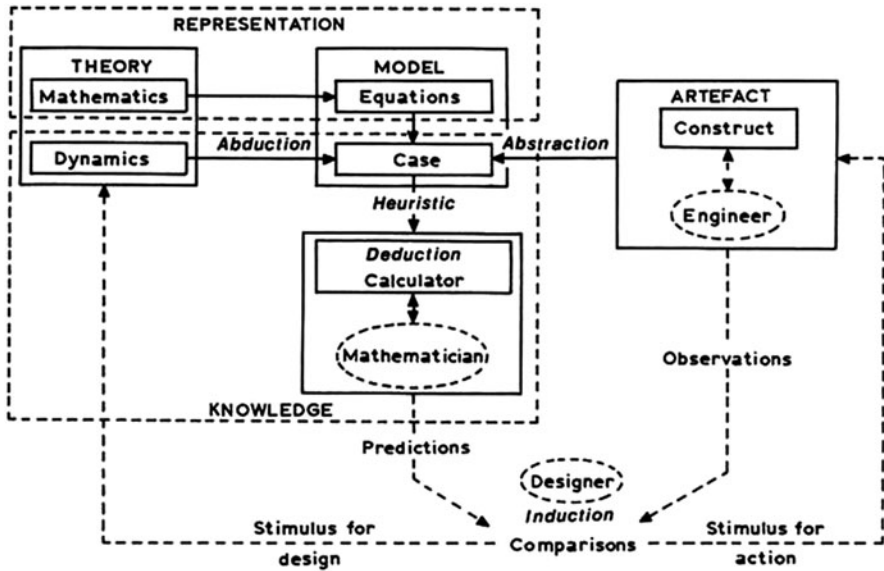 REPRESENTATION
THEORY
MODEL
Mathematics
Equations
ARTEFACT
Construct
Dynamics
Abduction
Case
Abstraction
Heuristic
Engineer
Deduction
Calculator
Mathematician
Observations
KNOWLEDGE
Predictions
Designer
Induction
Stimulus for
design
Comparisons
Stimulus for
action